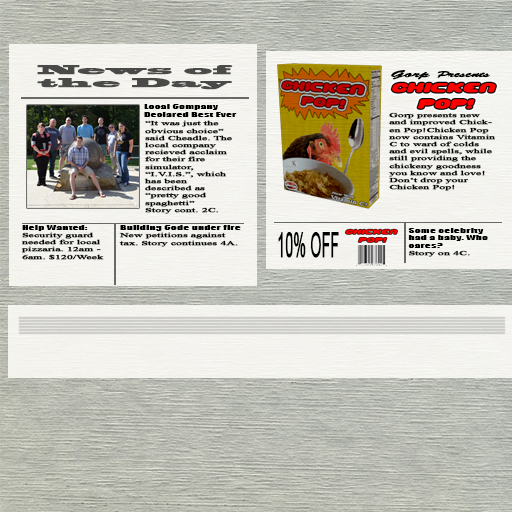 News of
the Day
Local Company
Declared Best Ever
"It was just the
obvious choice"
said Cheadle. The
local company
recieved acclaim
for their fire
simulator,
"I.V.I.S.", which
has been
described as
"pretty good
spaghetti"
Story cont. 2C.
Help Wanted:
Security guard
needed for local
pizzaria. 12am -
6am. $120/Week
Building Code under fire
New petitions against
tax. Story continues 4A.
CHICKEN
POP!
Gorp Presents
CHICKEN
POP!
Gorp presents new
and improved Chick-
en Pop!Chicken Pop
now contains Vitamin
C to ward of colds
and evil spells, while
still providing the
chickeny goodness
you know and love!
Don't drop your
Chicken Pop!
10% OFF
CHICKEN
POP!
Some celebrity
had a baby. Who
cares?
Story on 4C.